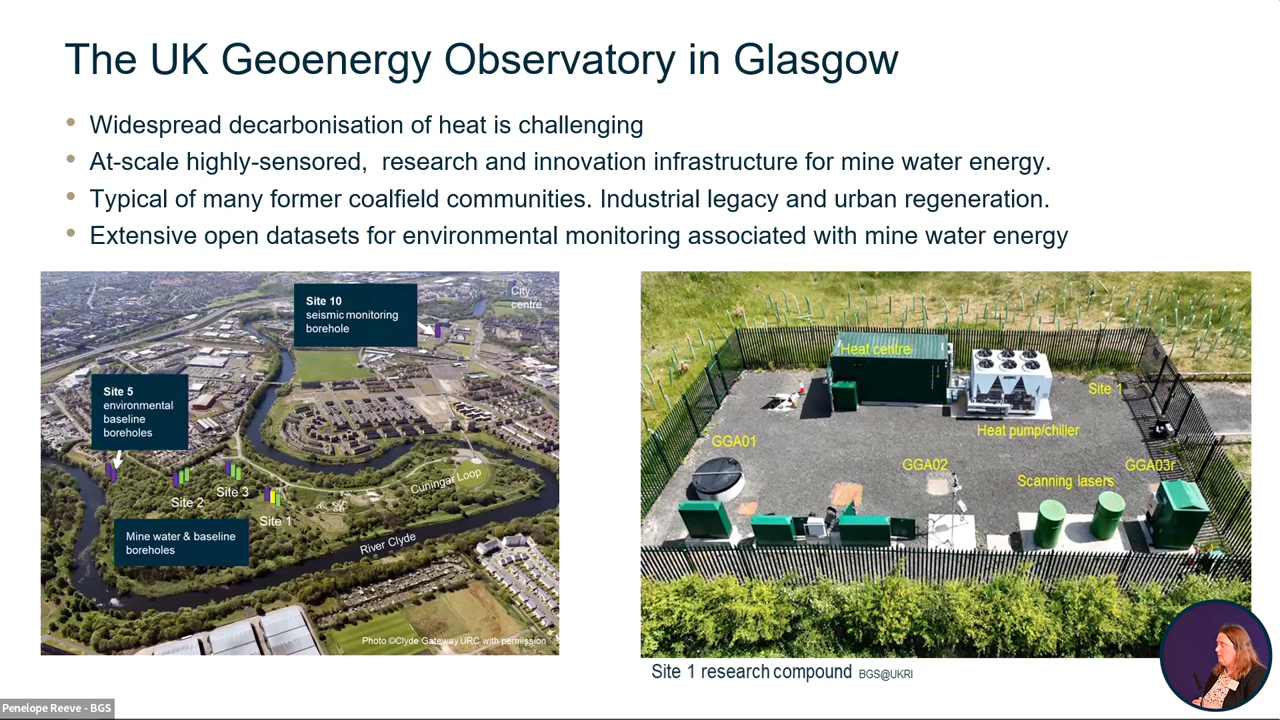 The UK Geoenergy Observatory in Glasgow
• Widespread decarbonisation of heat is challenging
• At-scale highly-sensored, research and innovation infrastructure for mine water energy.
• Typical of many former coalfield communities. Industrial legacy and urban regeneration.
• Extensive open datasets for environmental monitoring associated with mine water energy
Site 10
seismic monitoring
borehole
City
centre
Site 5
environmental
baseline
boreholes
Site 2
Site 3
Site 1
Cuningar Loop
Mine water & baseline
boreholes
River Clyde
Photo ©Clyde Gateway URC with permission
Heat centre
Site 1
Heat pump/chiller
GGA01
GGA02
GGA03r
Scanning lasers
Site 1 research compound BGS@UKRI
Penelope Reeve - BGS